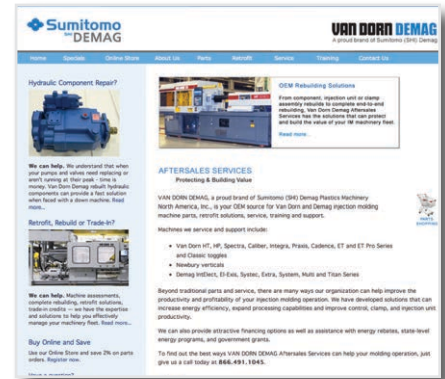 Sumitomo
(SHI) DEMAG
VAN DORN DEMAG
A proud brand of Sumitomo (SHI) Demag
Home Specials Online Store About Us Parts Retrofit Service Training Contact Us
Hydraulic Component Repair?
We can help. We understand that when
your pumps and valves need replacing or
aren't running at their peak - time is
money. Van Dorn Demag rebuilt hydraulic
components can provide a fast solution
when faced with a down machine. Read
more...
Retrofit, Rebuild or Trade-In?
We can help. Machine assessments,
complete rebuilding, retrofit solutions,
trade-in credits — we have the expertise
and solutions to help you effectively
manage your machinery fleet. Read more...
Buy Online and Save
Use our Online Store and save 2% on parts
orders. Register now.
OEM Rebuilding Solutions
From component, injection unit or clamp
assembly rebuilds to complete end-to-end
rebuilding, Van Dorn Demag Aftersales
Services has the solutions that can protect
and build the value of your IM machinery fleet.
Read more...
AFTERSALES SERVICES
Protecting & Building Value
VAN DORN DEMAG, a proud brand of Sumitomo (SHI) Demag Plastics Machinery
North America, Inc., is your OEM source for Van Dorn and Demag injection molding
machine parts, retrofit solutions, service, training and support.
PARTS
SHOPPING
Machines we service and support include:
• Van Dorn HT, HP, Spectra, Caliber, Integra, Praxis, Cadence, ET and ET Pro Series
and Classic toggles
• Newbury verticals
• Demag IntElect, El-Exis, Systec, Extra, System, Multi and Titan Series
Beyond traditional parts and service, there are many ways our organization can help improve the
productivity and profitability of your injection molding operation. We have developed solutions that can
increase energy efficiency, expand processing capabilities and improve control, clamp, and injection unit
productivity.
We can also provide attractive financing options as well as assistance with energy rebates, state-level
energy programs, and government grants.
To find out the best ways VAN DORN DEMAG Aftersales Services can help your molding operation, just
give us a call today at 866.491.1045.